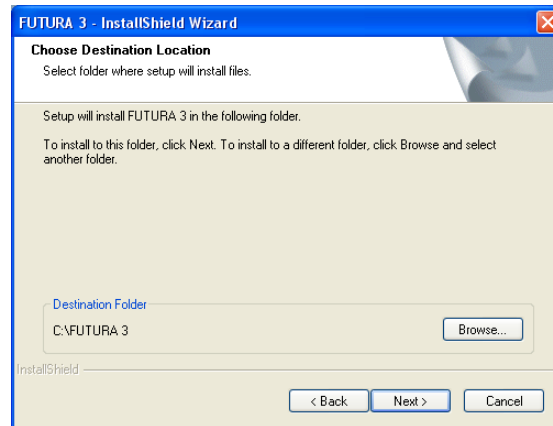 FUTURA 3 - InstallShield Wizard
Choose Destination Location
Select folder where setup will install files.
Setup will install FUTURA 3 in the following folder.
To install to this folder, click Next. To install to a different folder, click Browse and select
another folder.
Destination Folder
C:\FUTURA 3
Browse...
InstallShield
< Back
Next >
Cancel